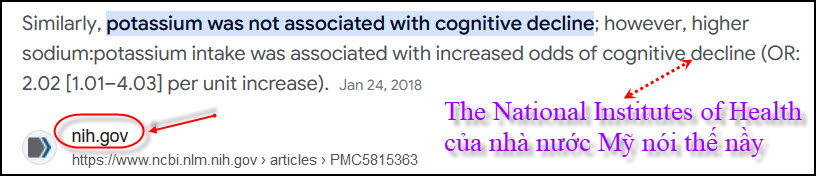 Similarly, potassium was not associated with cognitive decline; however, higher
sodium:potassium intake was associated with increased odds of cognitive decline (OR:
2.02 [1.01–4.03] per unit increase). Jan 24, 2018
The National Institutes of Health
của nhà nước Mỹ nói thế nầy
nih.gov
https://www.ncbi.nlm.nih.gov › articles › PMC5815363